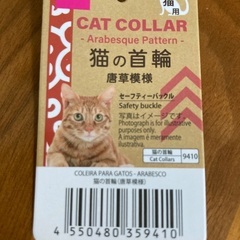 猫用
CAT COLLAR
- Arabesque Pattern -
猫の首輪
唐草模様
セーフティーバックル
Safety buckle
写真はイメージです。
Photograph is for illustrative
purposes only.
A imagem é meramente
ilustrativa.
猫の首輪
Cat Collars
9410
COLEIRA PARA GATOS - ARABESCO
猫の首輪(唐草模様)
4 550480 359410